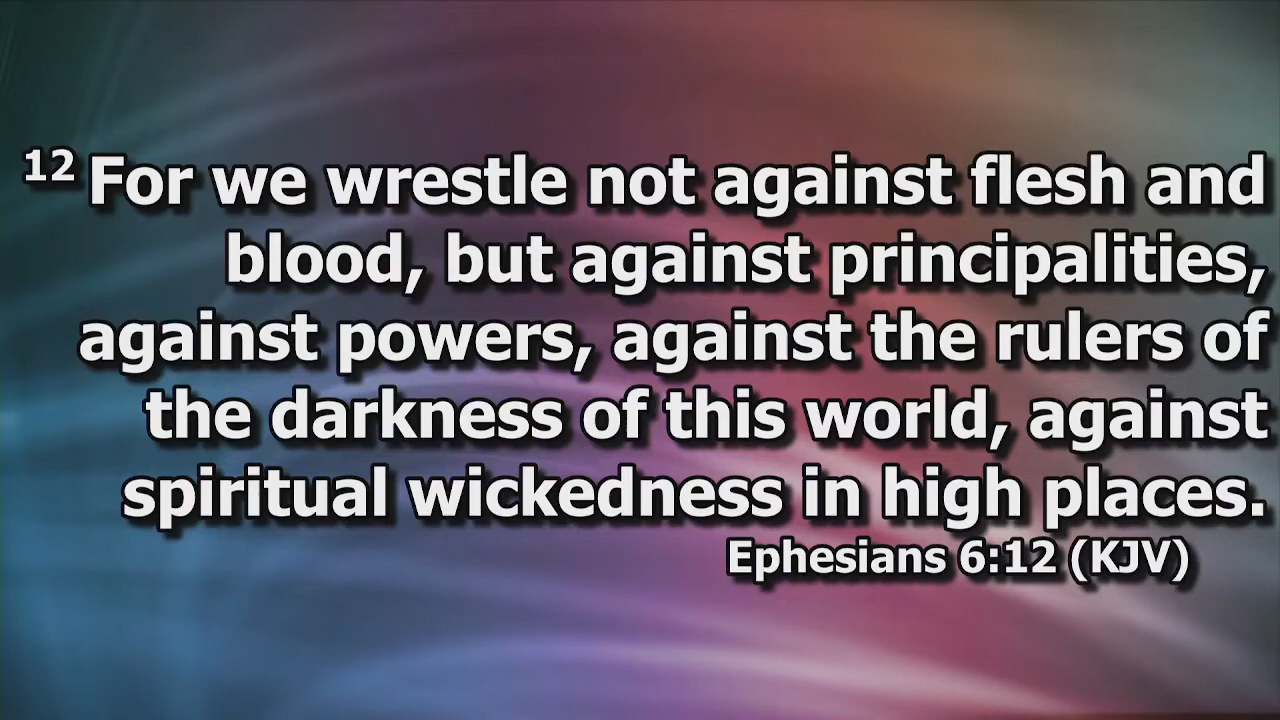 12 For we wrestle not against flesh and
blood, but against principalities,
against powers, against the rulers of
the darkness of this world, against
spiritual wickedness in high places.
Ephesians 6:12 (KJV)